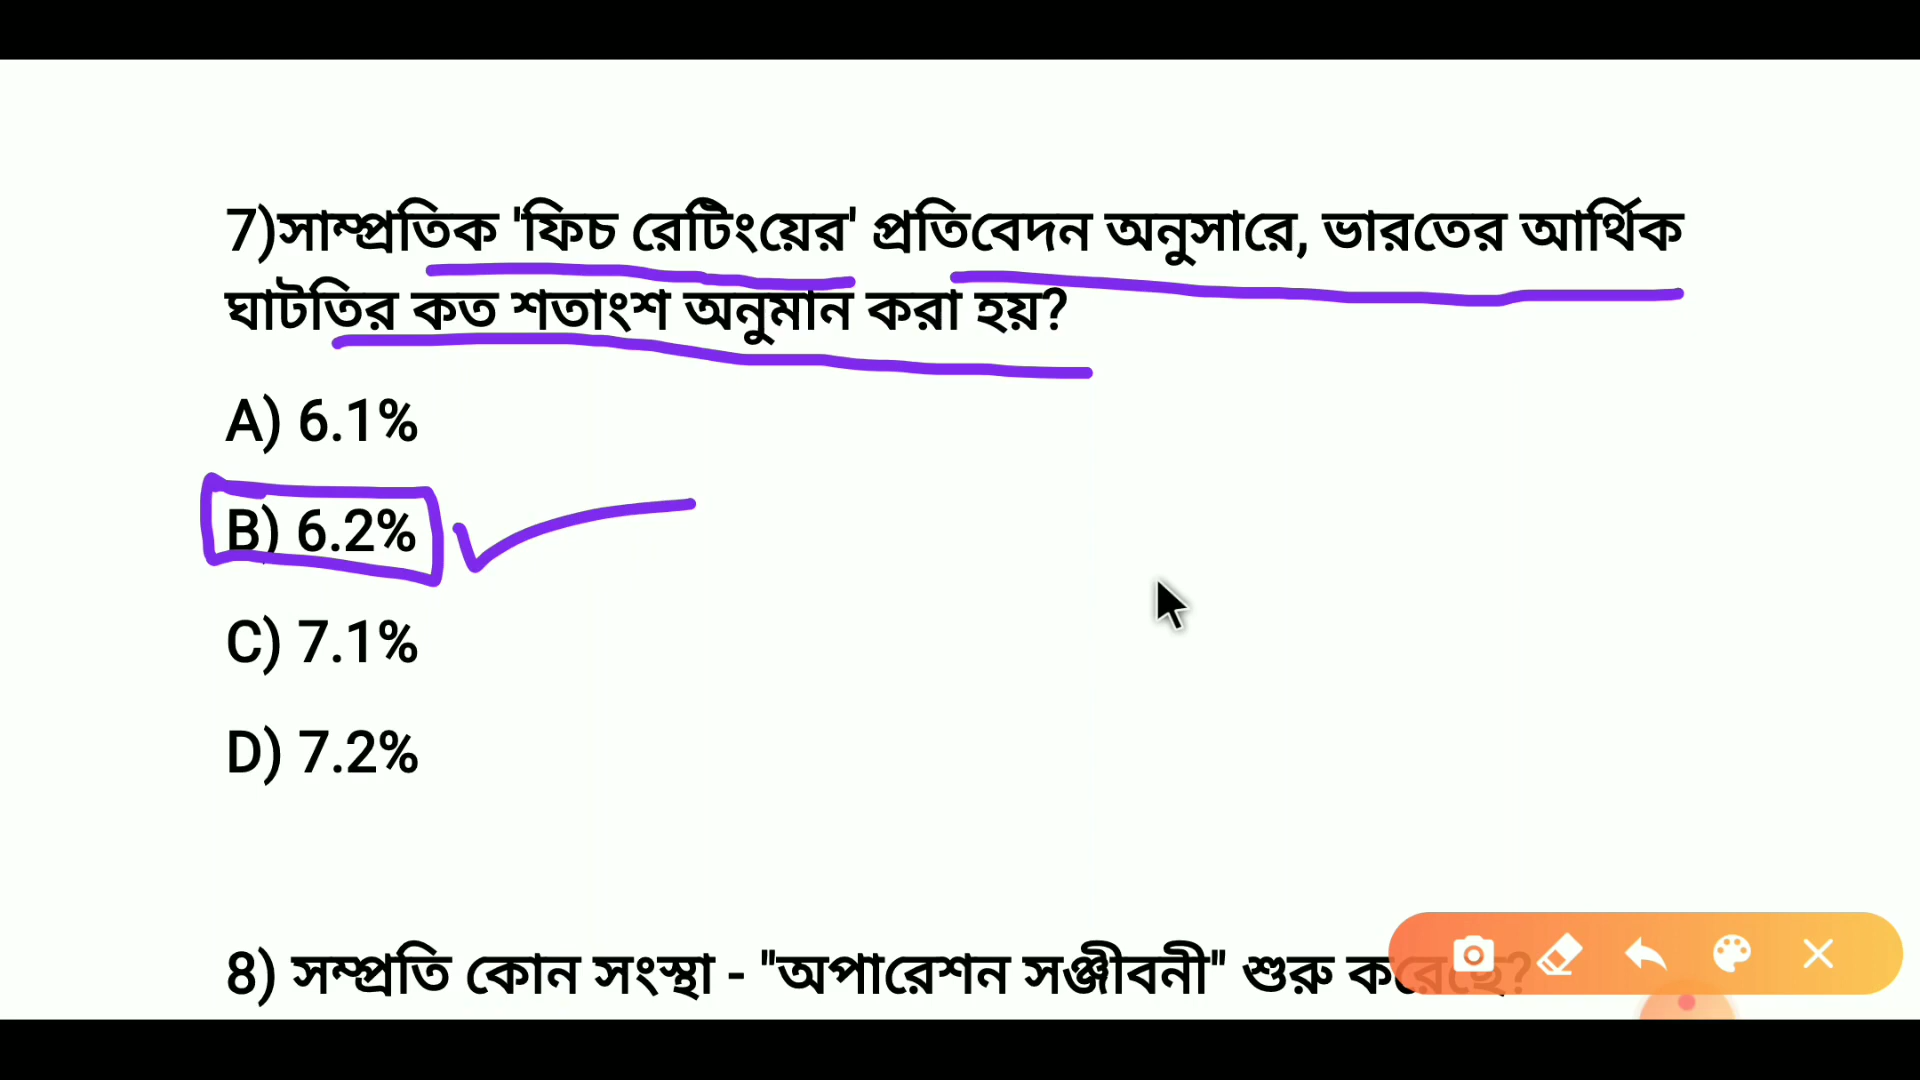 7)সাম্প্রতিক 'ফিচ রেটিংয়ের' প্রতিবেদন অনুসারে, ভারতের আর্থিক
ঘাটতির কত শতাংশ অনুমান করা হয়?
A) 6.1%
B) 6.2%
C) 7.1%
D) 7.2%
8) সম্প্রতি কোন সংস্থা - "অপারেশন সঞ্জীবনী" শুরু করেছে?